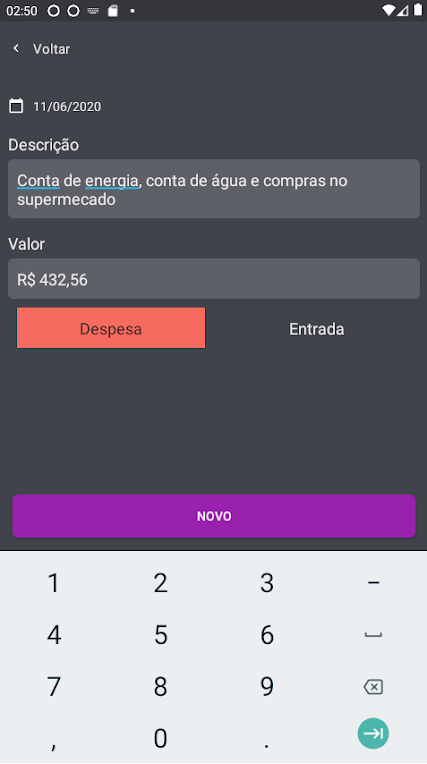 02:50
Voltar
11/06/2020
Descrição
Conta de energia, conta de água e compras no
supermecado
Valor
R$ 432,56
Despesa Entrada
NOVO
1 2 3 -
4 5 6
7 8 9
, 0 .